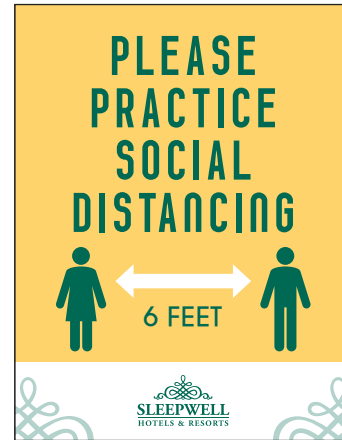 PLEASE
PRACTICE
SOCIAL
DISTANCING
6 FEET
SLEEPWELL
HOTELS & RESORTS